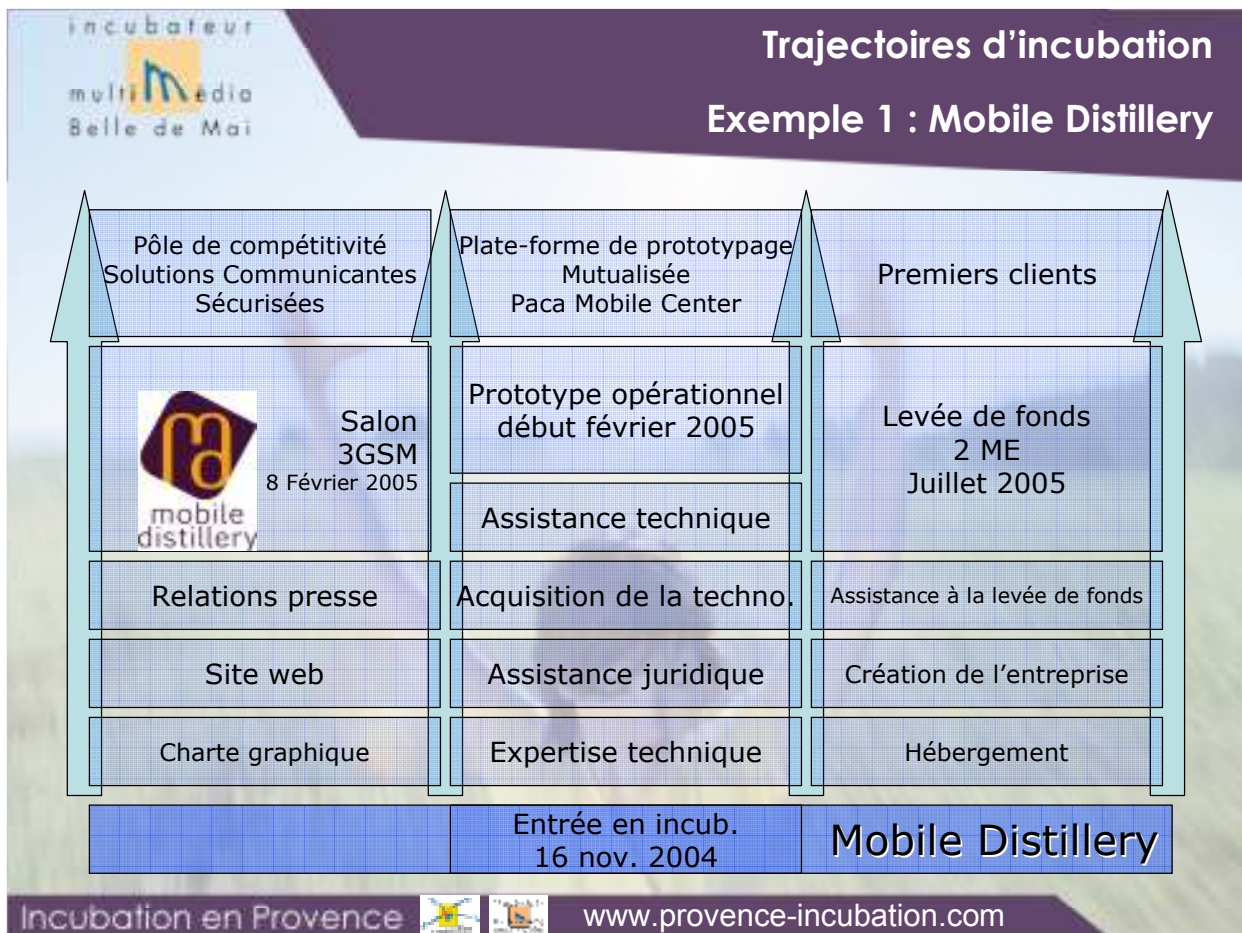 incubateur
multimédia
Belle de Mai
Trajectoires d'incubation
Exemple 1 : Mobile Distillery
Pôle de compétitivité
Solutions Communicantes
Sécurisées
Plate-forme de prototypage
Mutualisée
Paca Mobile Center
Premiers clients
mobile
distillery
Salon
3GSM
8 Février 2005
Prototype opérationnel
début février 2005
Assistance technique
Levée de fonds
2 ME
Juillet 2005
Relations presse
Acquisition de la techno.
Assistance à la levée de fonds
Site web
Assistance juridique
Création de l'entreprise
Charte graphique
Expertise technique
Hébergement
Entrée en incub.
16 nov. 2004
Mobile Distillery
Incubation en Provence
www.provence-incubation.com